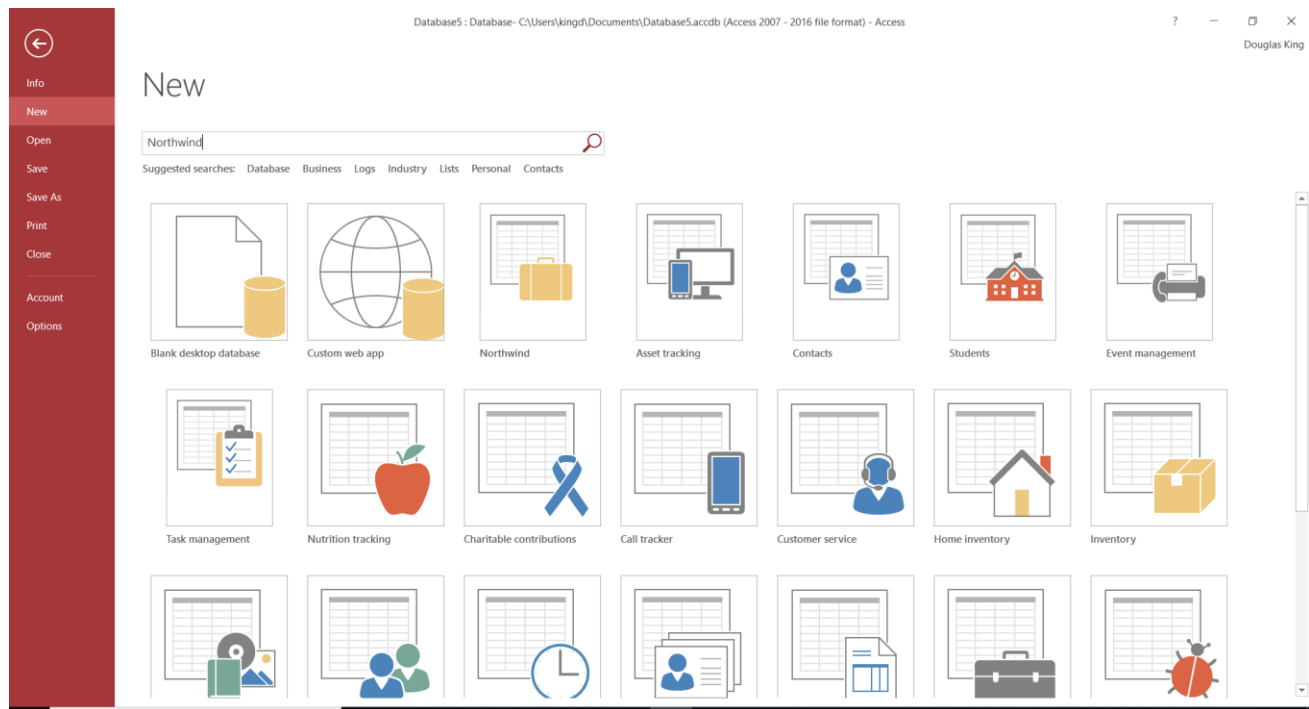 Database5 : Database- C:\Users\kingd\Documents\Database5.accdb (Access 2007 - 2016 file format) - Access
?
Douglas King
Info
New
Open
Save
Save As
Print
Close
Account
Options
New
Northwind
Suggested searches: Database Business Logs Industry Lists Personal Contacts
Blank desktop database Custom web app Northwind Asset tracking Contacts Students Event management
Task management Nutrition tracking Charitable contributions Call tracker Customer service Home inventory Inventory